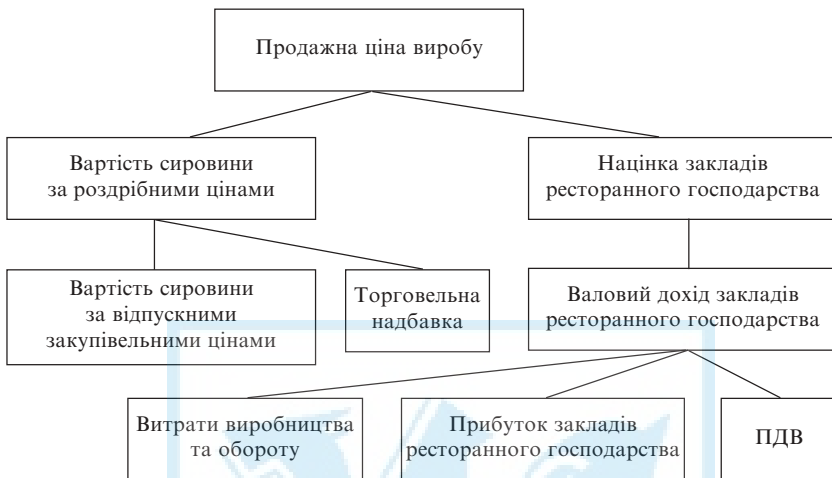 Продажна ціна виробу
Вартість сировини
за роздрібними цінами
Націнка закладів
ресторанного господарства
Вартість сировини
за відпускними
закупівельними цінами
Торговельна
надбавка
Валовий дохід закладів
ресторанного господарства
Витрати виробництва
та обороту
Прибуток закладів
ресторанного господарства
ПДВ